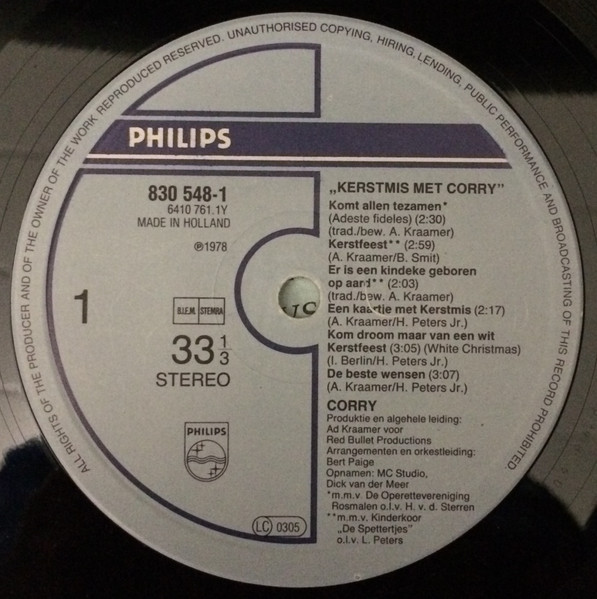 ALL RIGHTS OF THE PRODUCER AND OF THE OWNER OF THE WORK REPRODUCED RESERVED. UNAUTHORISED COPYING, HIRING, LENDING, PUBLIC PERFORMANCE AND BROADCASTING OF THIS RECORD PROHIBITED.
PHILIPS
830 548-1
6410 761.1Y
MADE IN HOLLAND
℗1978
1
B.I.E.M. STEMRA
33 1/3
STEREO
PHILIPS
LC 0305
„KERSTMIS MET CORRY”
Komt allen tezamen*
(Adeste fideles) (2:30)
(trad./bew. A. Kraamer)
Kerstfeest** (2:59)
(A. Kraamer/B. Smit)
Er is een kindeke geboren
op aard** (2:03)
(trad./bew. A. Kraamer)
Een kaartje met Kerstmis (2:17)
(A. Kraamer/H. Peters Jr.)
Kom droom maar van een wit
Kerstfeest (3:05) (White Christmas)
(I. Berlin/H. Peters Jr.)
De beste wensen (3:07)
(A. Kraamer/H. Peters Jr.)
CORRY
Produktie en algehele leiding:
Ad Kraamer voor
Red Bullet Productions
Arrangementen en orkestleiding:
Bert Paige
Opnamen: MC Studio,
Dick van der Meer
*m.m.v. De Operettevereniging
Rosmalen o.l.v. H. v. d. Sterren
**m.m.v. Kinderkoor
„De Spettertjes”
o.l.v. L. Peters